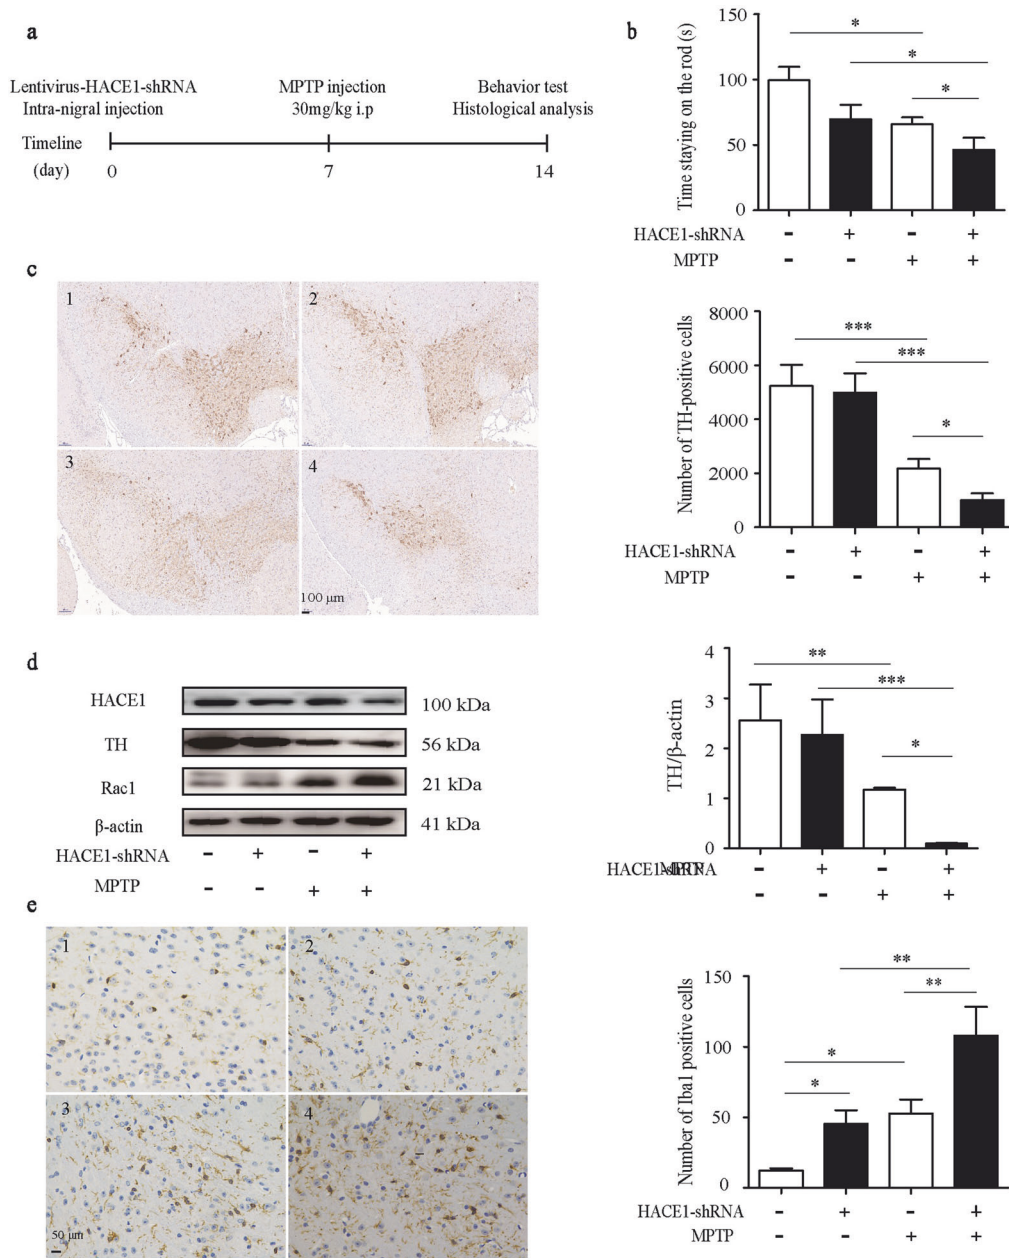 a
Lentivirus-HACE1-shRNA
MPTP injection
Behavior test
Intra-nigral injection
30mg/kg i.p
Histological analysis
Timeline
(day)
0
7
14
b
Time staying on the rod (s)
150
100
50
0
*
*
*
HACE1-shRNA - + - +
MPTP - - + +
c
1
2
3
4
100 μm
Number of TH-positive cells
8000
6000
4000
2000
0
***
***
*
HACE1-shRNA - + - +
MPTP - - + +
d
HACE1
100 kDa
TH
56 kDa
Rac1
21 kDa
β-actin
41 kDa
HACE1-shRNA - + - +
MPTP - - + +
TH/β-actin
4
3
2
1
0
**
***
*
HACE1-shRNA - + - +
MPTP - - + +
e
1
2
3
4
50 μm
Number of Iba1 positive cells
150
100
50
0
**
**
*
*
HACE1-shRNA - + - +
MPTP - - + +